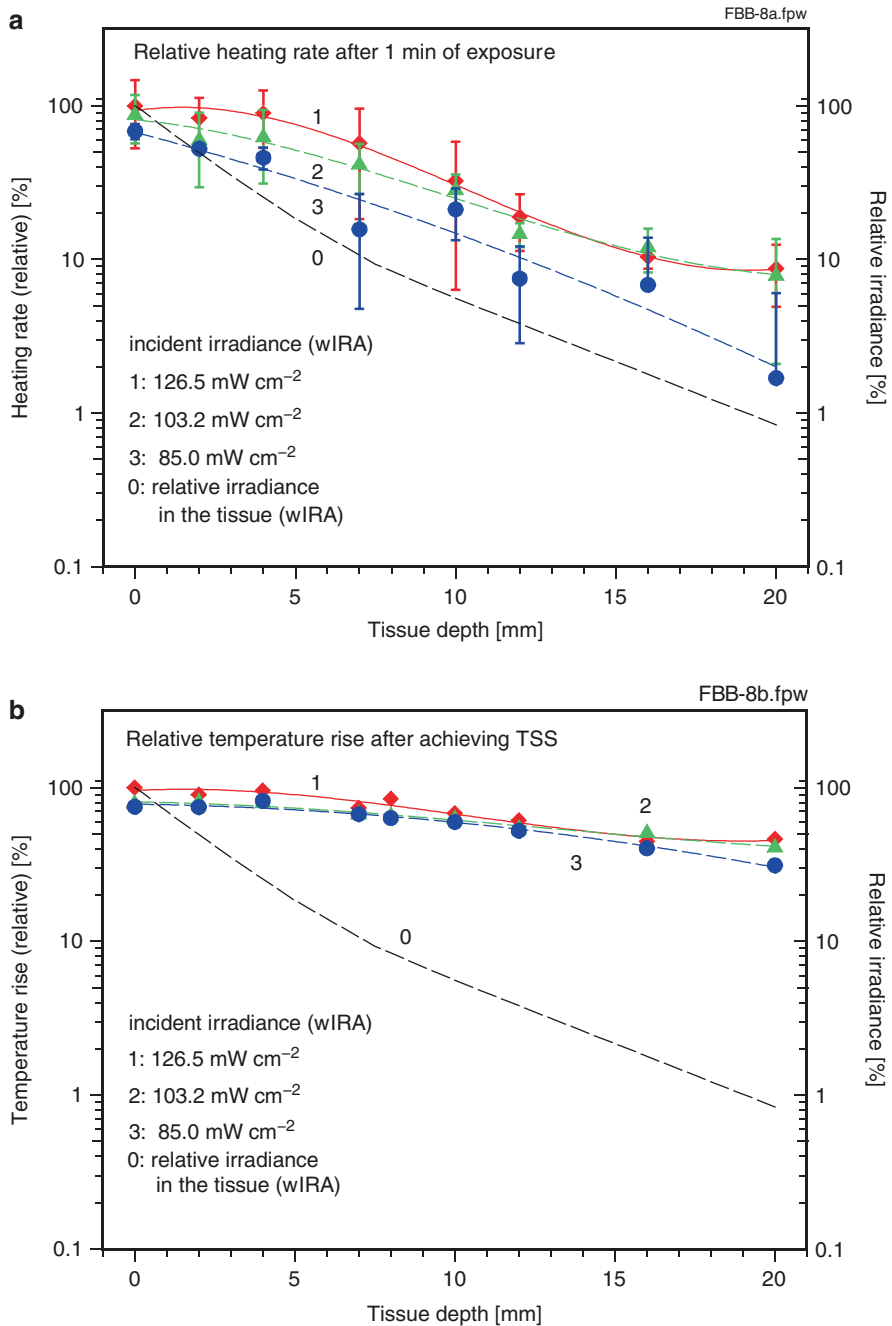 FBB-8a.fpw
a
Relative heating rate after 1 min of exposure
100
10
1
0.1
Heating rate (relative) [%]
100
10
1
0.1
Relative irradiance [%]
1
2
3
0
incident irradiance (wIRA)
1: 126.5 mW cm⁻²
2: 103.2 mW cm⁻²
3: 85.0 mW cm⁻²
0: relative irradiance
in the tissue (wIRA)
0 5 10 15 20
Tissue depth [mm]
FBB-8b.fpw
b
Relative temperature rise after achieving TSS
100
10
1
0.1
Temperature rise (relative) [%]
100
10
1
0.1
Relative irradiance [%]
1
2
3
0
incident irradiance (wIRA)
1: 126.5 mW cm⁻²
2: 103.2 mW cm⁻²
3: 85.0 mW cm⁻²
0: relative irradiance
in the tissue (wIRA)
0 5 10 15 20
Tissue depth [mm]